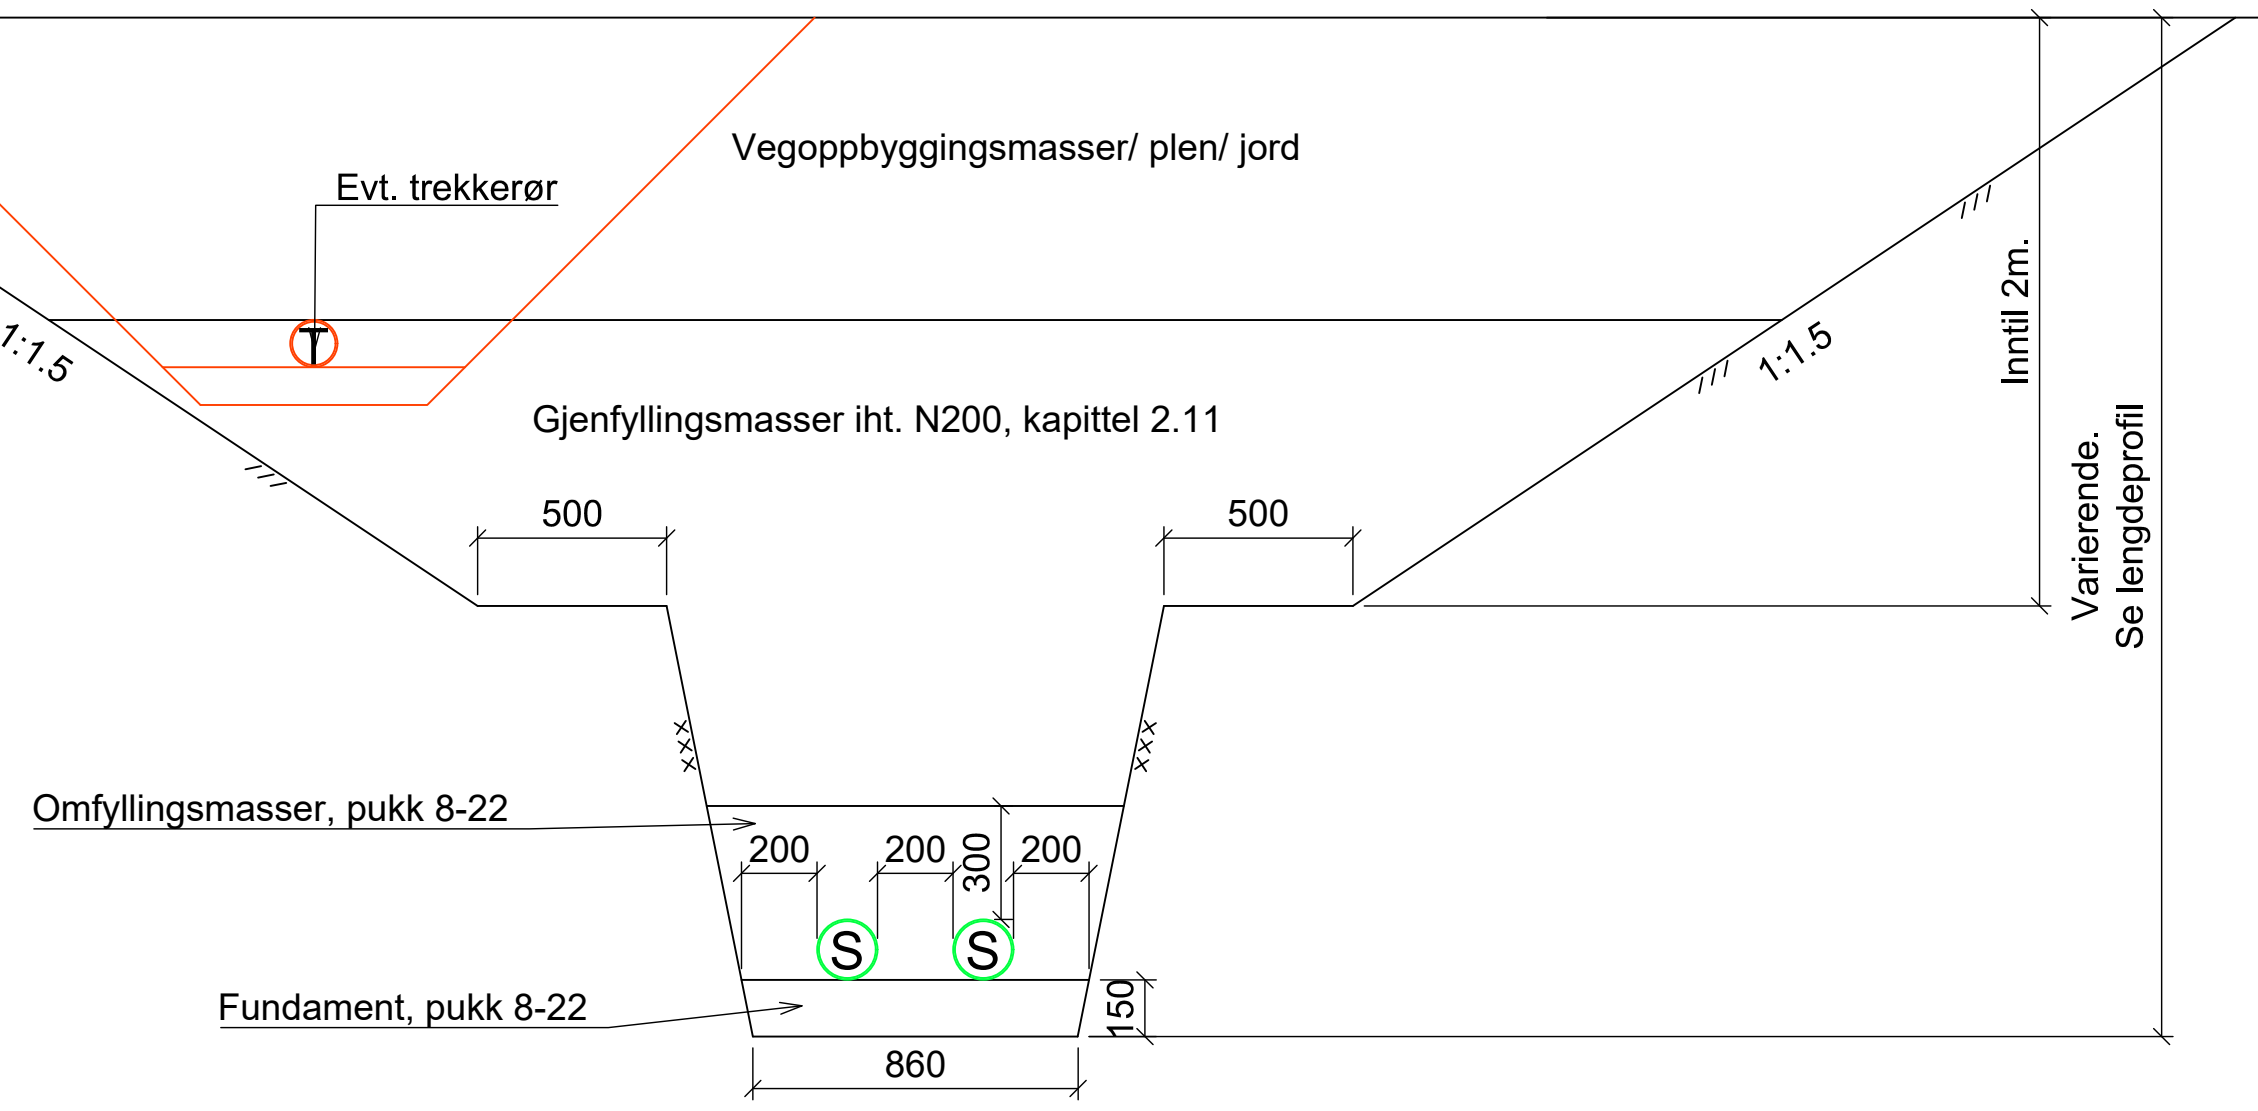 Vegoppbyggingsmasser/ plen/ jord
Evt. trekkerør
T
1:1.5
1:1.5
Inntil 2m.
Varierende.
Se lengdeprofil
Gjenfyllingsmasser iht. N200, kapittel 2.11
500
500
Omfyllingsmasser, pukk 8-22
200
200
300
200
S
S
Fundament, pukk 8-22
150
860